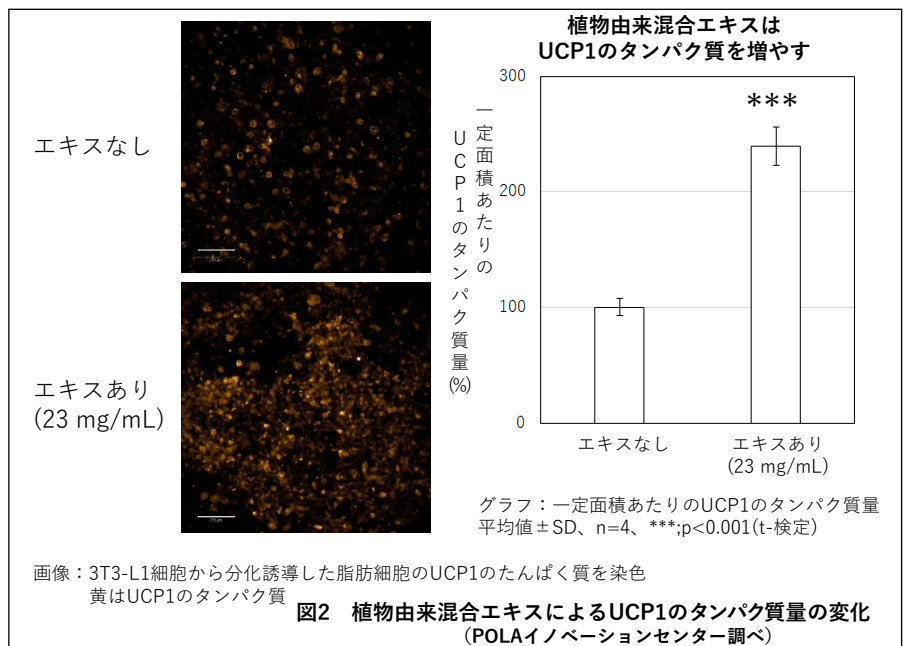 エキスなし
エキスあり
(23 mg/mL)
植物由来混合エキスは
UCP1のタンパク質を増やす
一定面積あたりの
UCP1のタンパク質量(%)
300
200
100
0
エキスなし
エキスあり
(23 mg/mL)
***
グラフ：一定面積あたりのUCP1のタンパク質量
平均値±SD、n=4、***;p<0.001(t-検定)
画像：3T3-L1細胞から分化誘導した脂肪細胞のUCP1のたんぱく質を染色
黄はUCP1のタンパク質
図2　植物由来混合エキスによるUCP1のタンパク質量の変化
（POLAイノベーションセンター調べ）